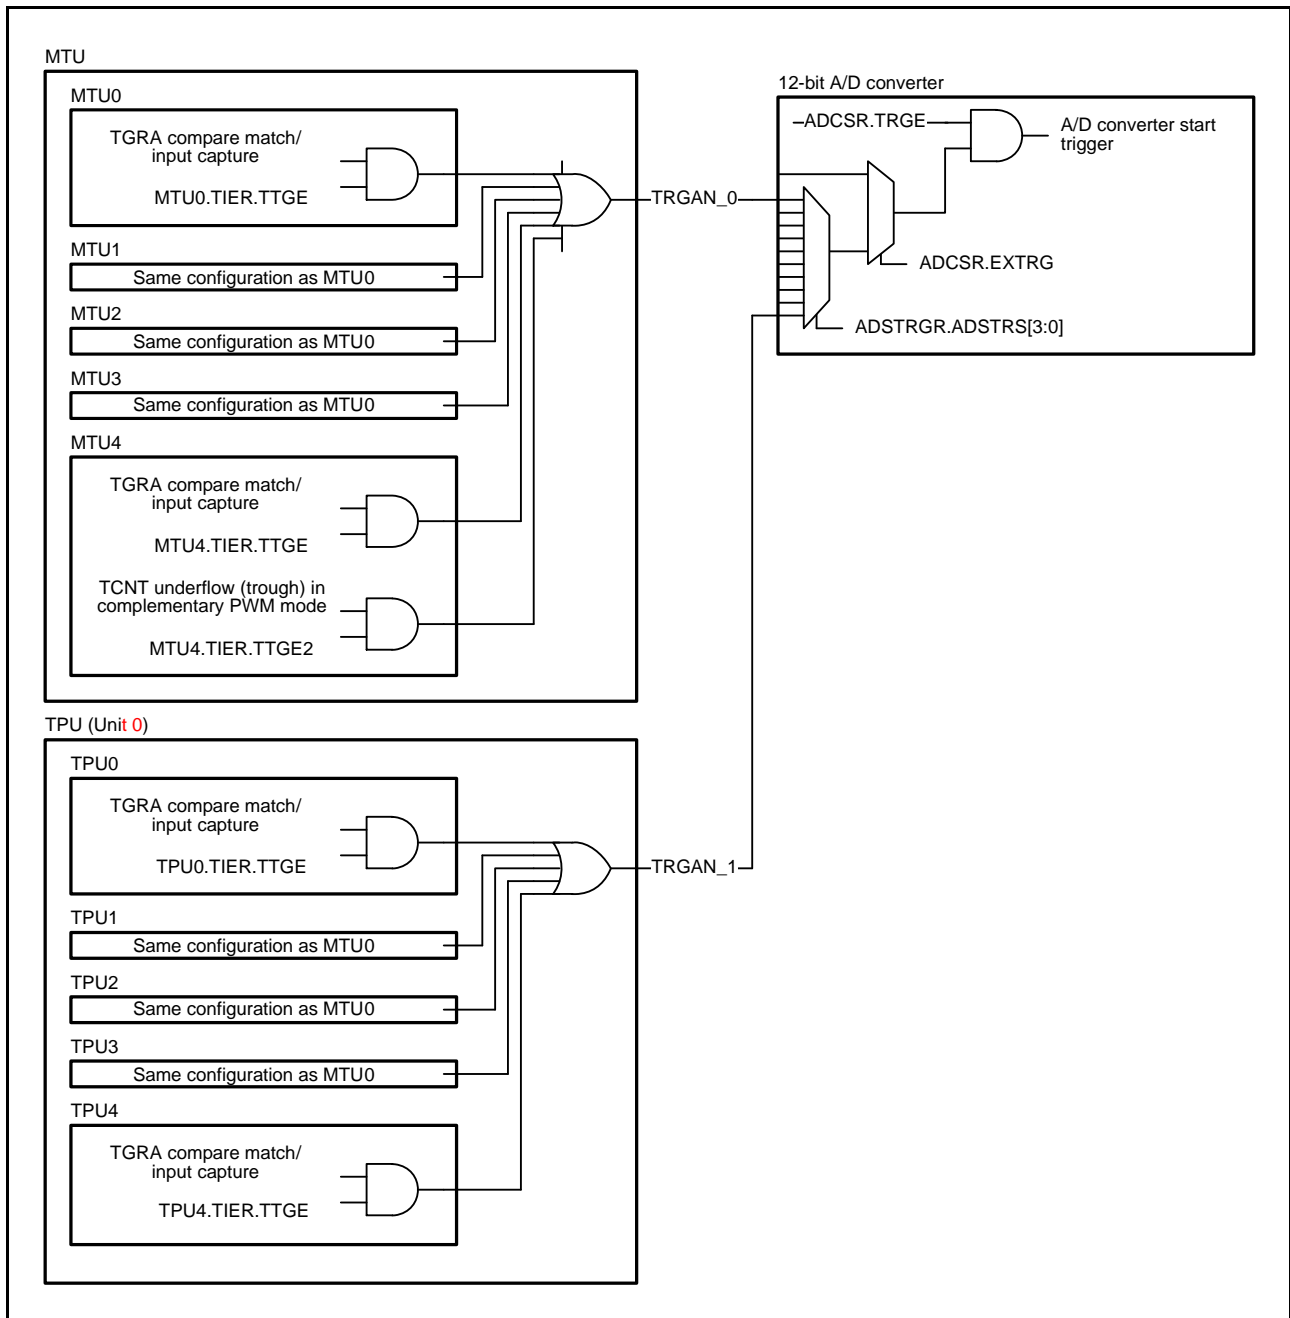 MTU
MTU0
TGRA compare match/
input capture
MTU0.TIER.TTGE
MTU1
Same configuration as MTU0
MTU2
Same configuration as MTU0
MTU3
Same configuration as MTU0
MTU4
TGRA compare match/
input capture
MTU4.TIER.TTGE
TCNT underflow (trough) in
complementary PWM mode
MTU4.TIER.TTGE2
TRGAN_0
12-bit A/D converter
ADCSR.TRGE
A/D converter start
trigger
ADCSR.EXTRG
ADSTRGR.ADSTRS[3:0]
TPU (Unit 0)
TPU0
TGRA compare match/
input capture
TPU0.TIER.TTGE
TPU1
Same configuration as MTU0
TPU2
Same configuration as MTU0
TPU3
Same configuration as MTU0
TPU4
TGRA compare match/
input capture
TPU4.TIER.TTGE
TRGAN_1